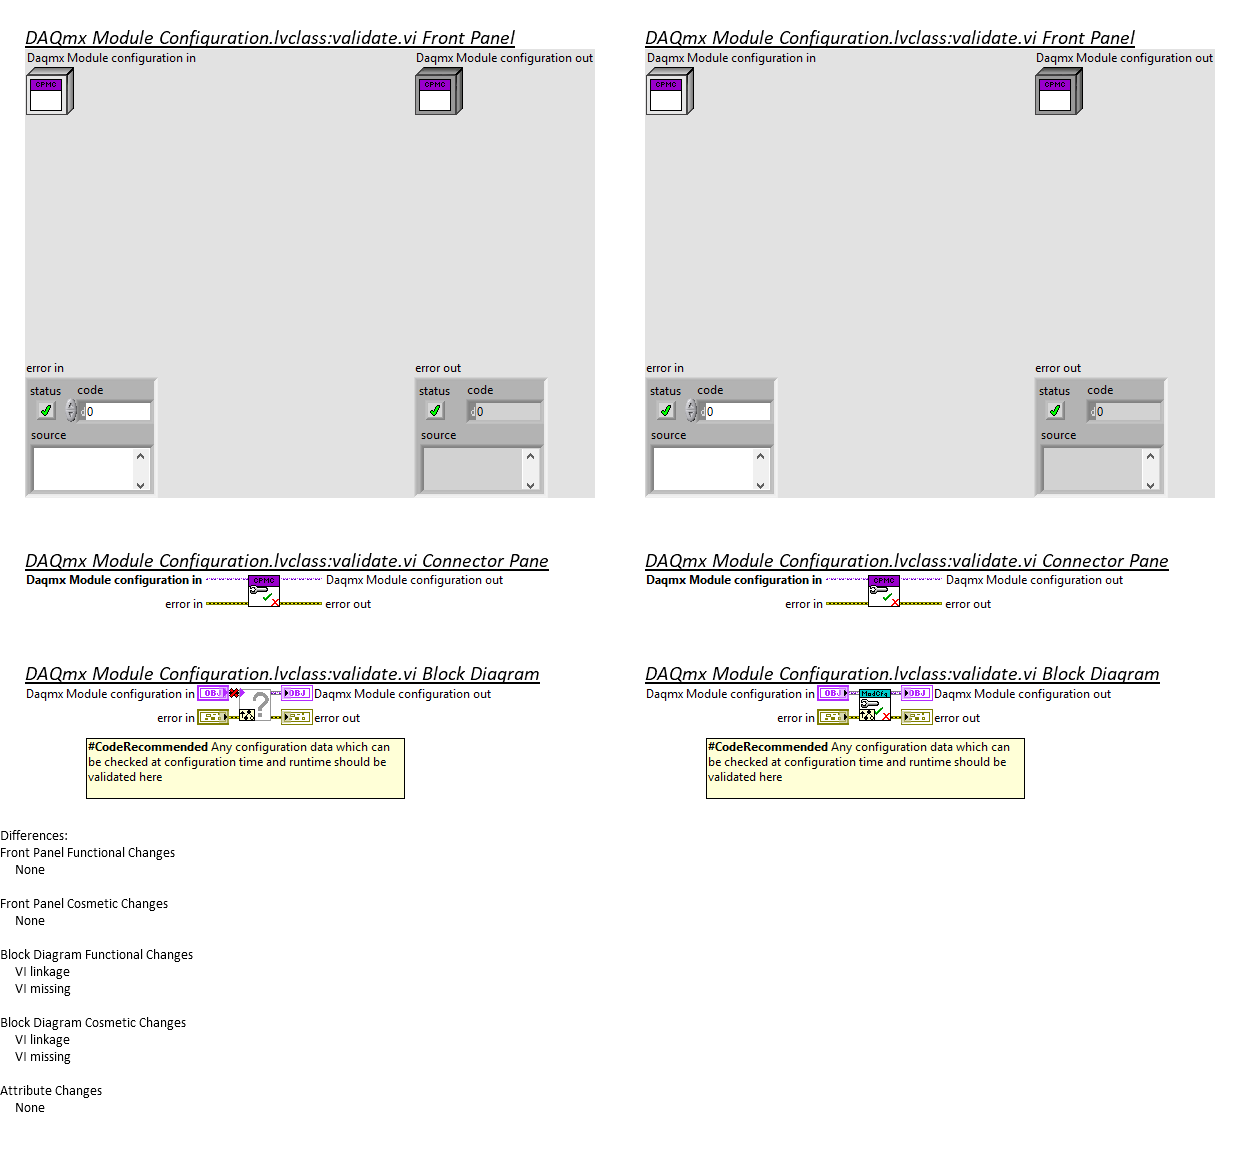 DAQmx Module Configuration.lvclass:validate.vi Front Panel
Daqmx Module configuration in
Daqmx Module configuration out
CPMC
CPMC
error in
error out
status
code
status
code
d 0
d 0
source
source
DAQmx Module Configuration.lvclass:validate.vi Connector Pane
Daqmx Module configuration in
CPMC
Daqmx Module configuration out
error in
error out
DAQmx Module Configuration.lvclass:validate.vi Block Diagram
Daqmx Module configuration in
OBJ
?
OBJ
Daqmx Module configuration out
error in
error out
#CodeRecommended Any configuration data which can
be checked at configuration time and runtime should be
validated here
DAQmx Module Configuration.lvclass:validate.vi Front Panel
Daqmx Module configuration in
Daqmx Module configuration out
CPMC
CPMC
error in
error out
status
code
status
code
d 0
d 0
source
source
DAQmx Module Configuration.lvclass:validate.vi Connector Pane
Daqmx Module configuration in
CPMC
Daqmx Module configuration out
error in
error out
DAQmx Module Configuration.lvclass:validate.vi Block Diagram
Daqmx Module configuration in
OBJ
ModCfg
OBJ
Daqmx Module configuration out
error in
error out
#CodeRecommended Any configuration data which can
be checked at configuration time and runtime should be
validated here
Differences:
Front Panel Functional Changes
None
Front Panel Cosmetic Changes
None
Block Diagram Functional Changes
VI linkage
VI missing
Block Diagram Cosmetic Changes
VI linkage
VI missing
Attribute Changes
None